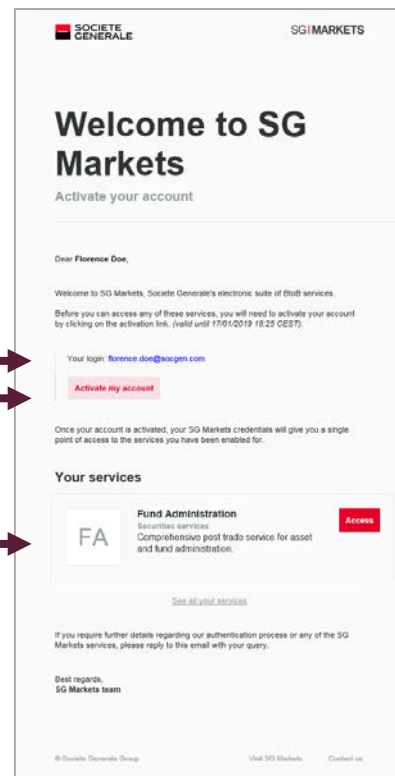 SOCIETE
GENERALE
SG|MARKETS
Welcome to SG
Markets
Activate your account
Dear Florence Doe,
Welcome to SG Markets, Societe Generale's electronic suite of BtoB services.
Before you can access any of these services, you will need to activate your account
by clicking on the activation link. (valid until 17/01/2019 18.25 CEST).
Your login: florence.doe@socgen.com
Activate my account
Once your account is activated, your SG Markets credentials will give you a single
point of access to the services you have been enabled for.
Your services
FA
Fund Administration
Securities services
Comprehensive post trade service for asset
and fund administration.
Access
See all your services
If you require further details regarding our authentication process or any of the SG
Markets services, please reply to this email with your query.
Best regards,
SG Markets team
© Societe Generale Group
Visit SG Markets
Contact us